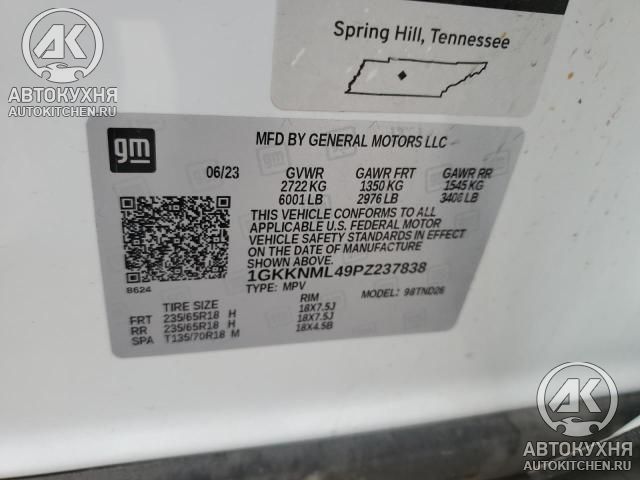 Spring Hill, Tennessee
AK
АВТОКУХНЯ
AUTOKITCHEN.RU
gm
MFD BY GENERAL MOTORS LLC
06/23 GVWR GAWR FRT GAWR RR
2722 KG 1350 KG 1545 KG
6001 LB 2976 LB 3406 LB
THIS VEHICLE CONFORMS TO ALL
APPLICABLE U.S. FEDERAL MOTOR
VEHICLE SAFETY STANDARDS IN EFFECT
ON THE DATE OF MANUFACTURE
SHOWN ABOVE.
1GKKNML49PZ237838
8624
TYPE: MPV MODEL: 98TND26
TIRE SIZE RIM
FRT 235/65R18 H 18X7.5J
RR 235/65R18 H 18X7.5J
SPA T135/70R18 M 18X4.5B
AK
АВТОКУХНЯ
AUTOKITCHEN.RU